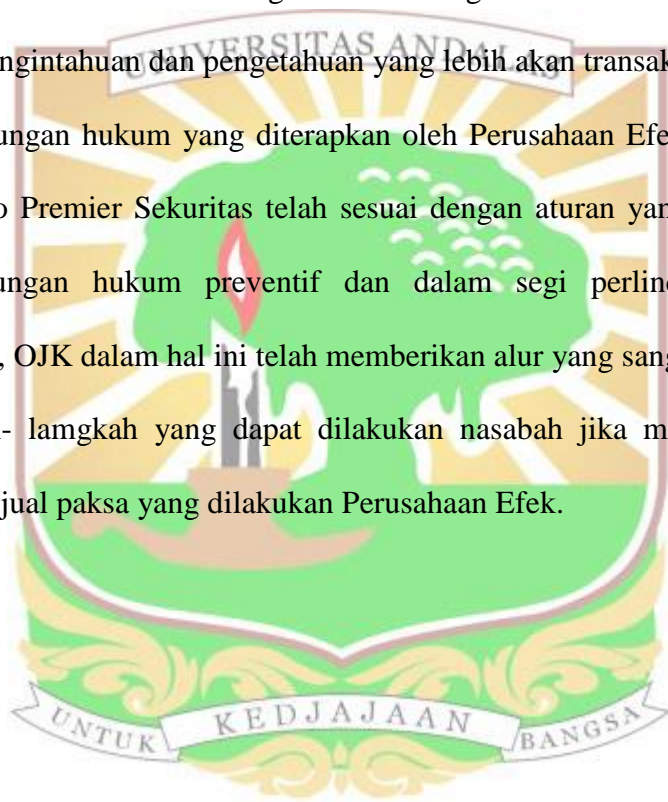 UNIVERSITAS ANDALAS
ngintahuan dan pengetahuan yang lebih akan transak
ungan hukum yang diterapkan oleh Perusahaan Efe
o Premier Sekuritas telah sesuai dengan aturan yan
ungan hukum preventif dan dalam segi perlind
, OJK dalam hal ini telah memberikan alur yang sang
- lamgkah yang dapat dilakukan nasabah jika m
jual paksa yang dilakukan Perusahaan Efek.
UNTUK KEDJAJAAN BANGSA